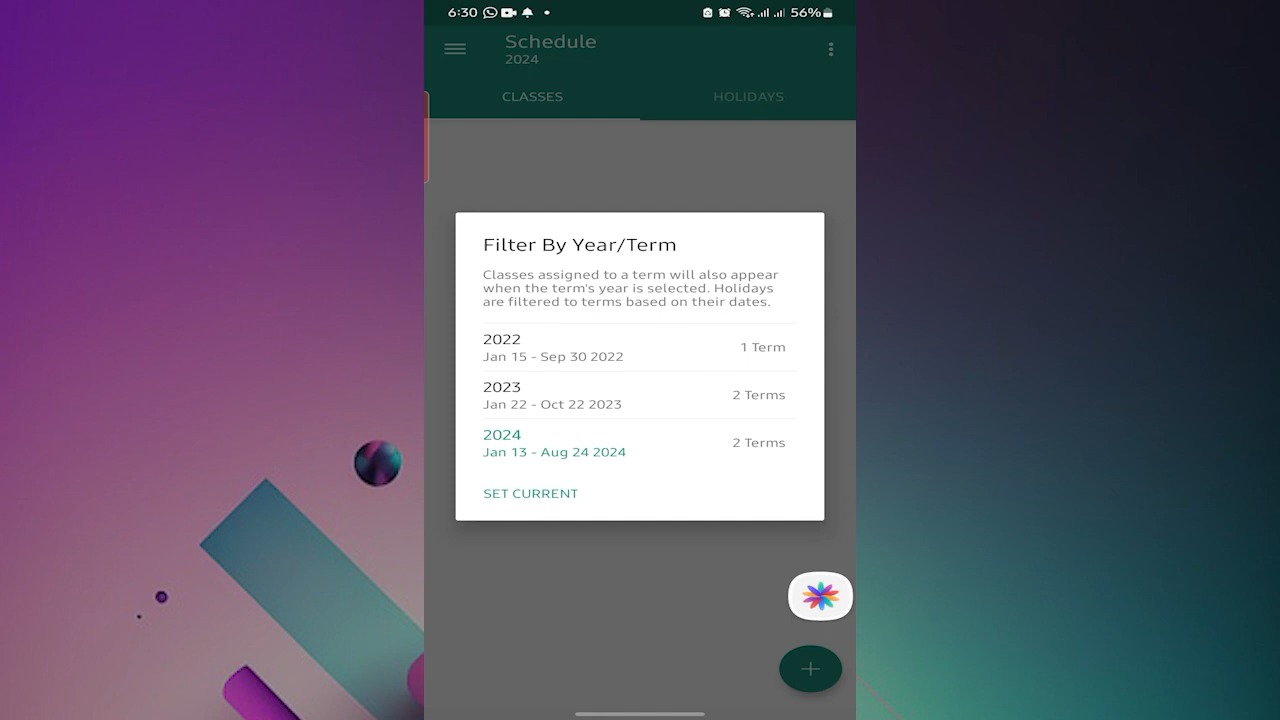 6:30 56%
Schedule
2024
CLASSES HOLIDAYS
Filter By Year/Term
Classes assigned to a term will also appear
when the term's year is selected. Holidays
are filtered to terms based on their dates.
2022
Jan 15 - Sep 30 2022
1 Term
2023
Jan 22 - Oct 22 2023
2 Terms
2024
Jan 13 - Aug 24 2024
2 Terms
SET CURRENT